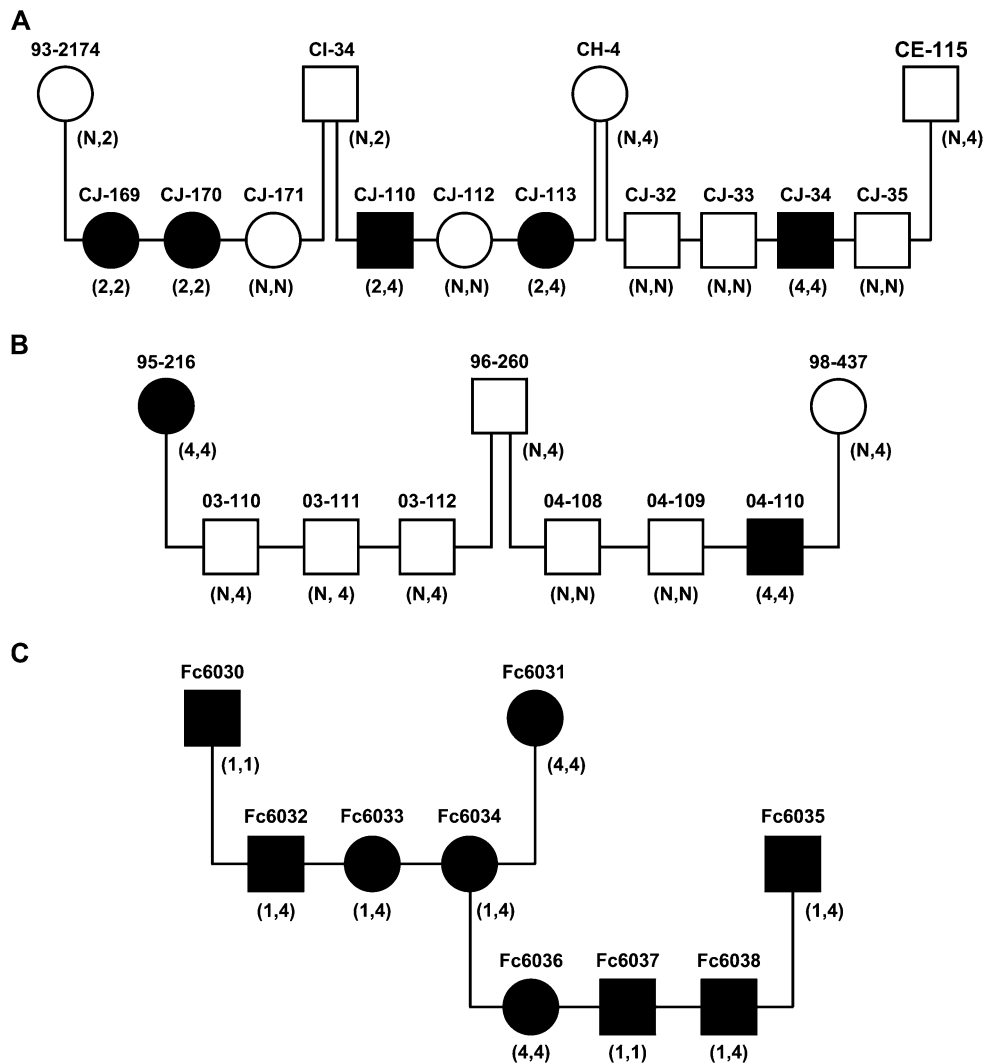 A
93-2174 CI-34 CH-4 CE-115
(N,2) (N,2) (N,4) (N,4)
CJ-169 CJ-170 CJ-171 CJ-110 CJ-112 CJ-113 CJ-32 CJ-33 CJ-34 CJ-35
(2,2) (2,2) (N,N) (2,4) (N,N) (2,4) (N,N) (N,N) (4,4) (N,N)
B
95-216 96-260 98-437
(4,4) (N,4) (N,4)
03-110 03-111 03-112 04-108 04-109 04-110
(N,4) (N, 4) (N,4) (N,N) (N,N) (4,4)
C
Fc6030 Fc6031
(1,1) (4,4)
Fc6032 Fc6033 Fc6034 Fc6035
(1,4) (1,4) (1,4) (1,4)
Fc6036 Fc6037 Fc6038
(4,4) (1,1) (1,4)